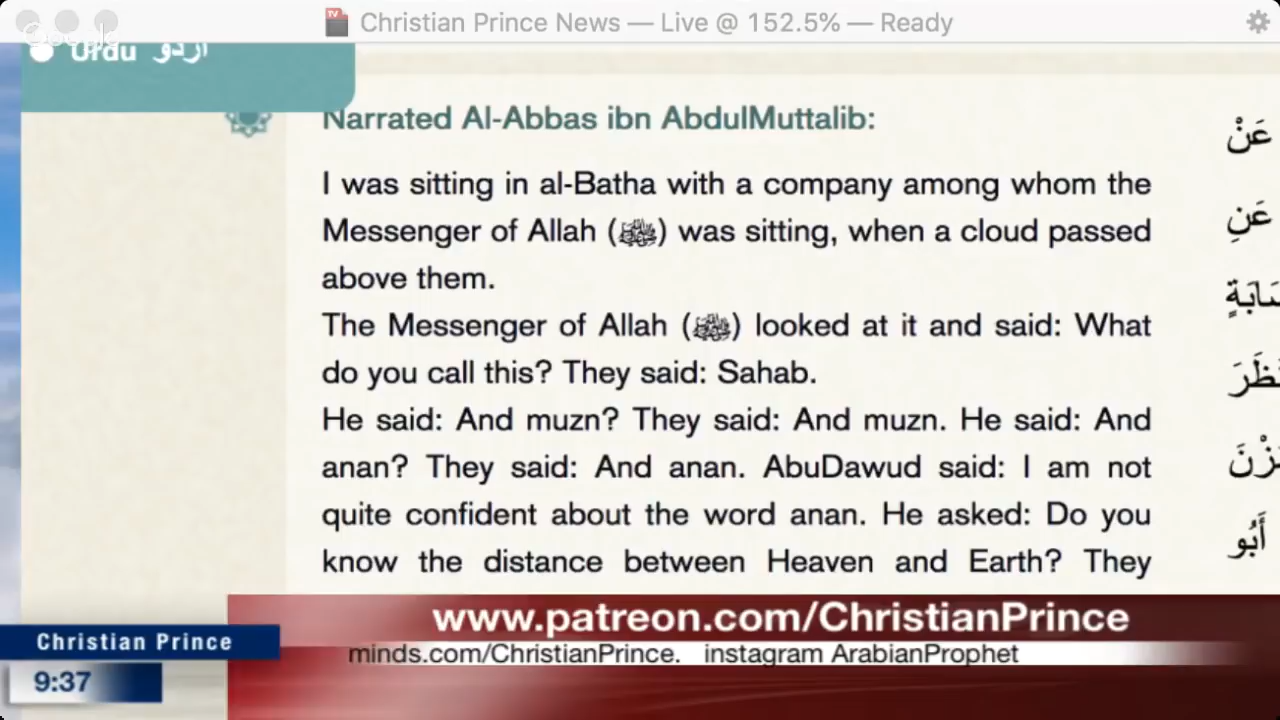 Christian Prince News — Live @ 152.5% — Ready
Google
Urdu اردو
Narrated Al-Abbas ibn AbdulMuttalib:
I was sitting in al-Batha with a company among whom the
Messenger of Allah (ﷺ) was sitting, when a cloud passed
above them.
The Messenger of Allah (ﷺ) looked at it and said: What
do you call this? They said: Sahab.
He said: And muzn? They said: And muzn. He said: And
anan? They said: And anan. AbuDawud said: I am not
quite confident about the word anan. He asked: Do you
know the distance between Heaven and Earth? They
عَنْ
عَنِ
أَبُو
www.patreon.com/ChristianPrince
Christian Prince
minds.com/ChristianPrince. instagram ArabianProphet
9:37